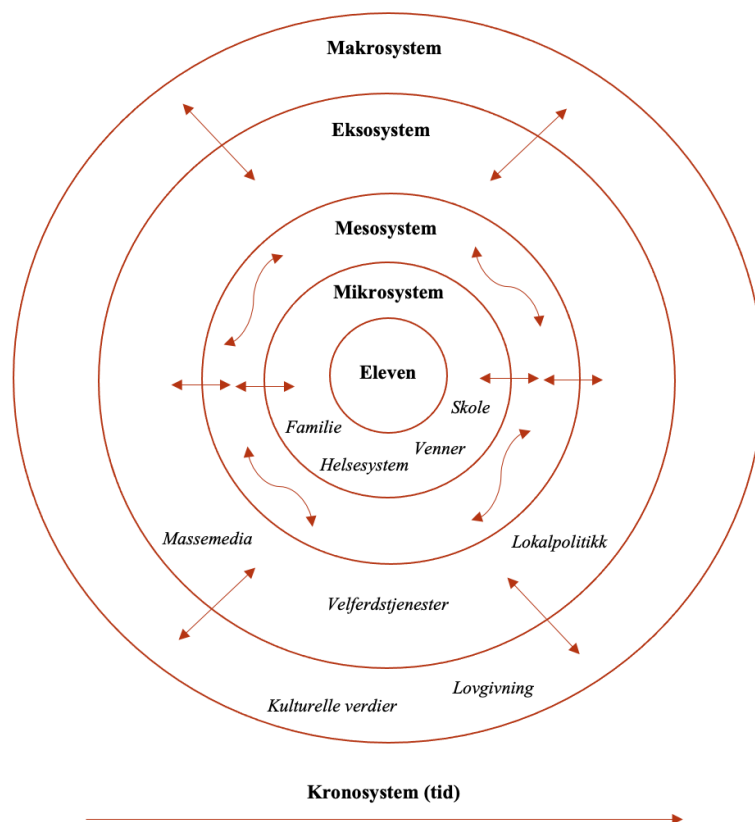 Makrosystem
Eksosystem
Mesosystem
Mikrosystem
Eleven
Skole
Familie
Venner
Helsesystem
Massemedia
Lokalpolitikk
Velferdstjenester
Lovgivning
Kulturelle verdier
Kronosystem (tid)